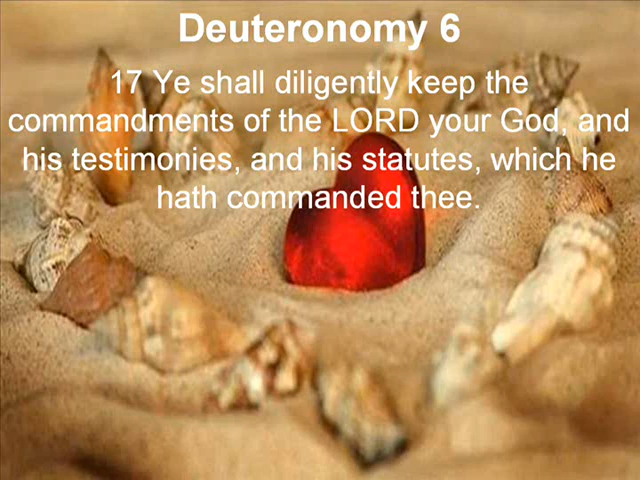 Deuteronomy 6
17 Ye shall diligently keep the
commandments of the LORD your God, and
his testimonies, and his statutes, which he
hath commanded thee.